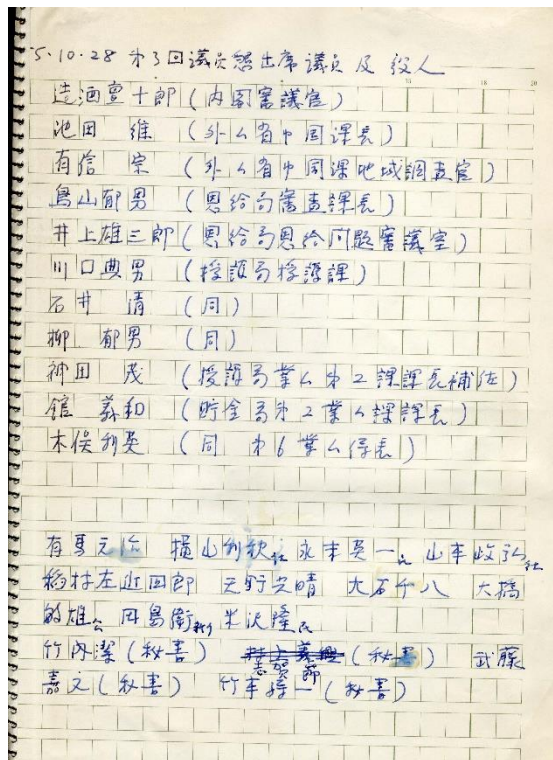 5.10.28 第3回議員懇出席議員及役人
造酒亶十郎(内閣審議官)
池田 維 (外ム省中国課長)
有信 宗 (外ム省中国課地域調査官)
鳥山郁男 (恩給局審査課長)
井上雄三郎(恩給局恩給問題審議室)
川口典男 (援護局援護課)
石井 清 (同)
柳 郁男 (同)
神田 茂 (援護局業ム第2課課長補佐)
舘 義和 (貯金局第2業ム課課長)
木俣利英 (同 第6業ム係長)
有馬元治 横山利秋社 永末英一民 山本政弘社
稲村左近四郎 天野光晴 大石千八 大橋
敏雄公 田島衛新自 米沢隆民
竹内潔(秘書) 志賀節(秘書) 武藤
嘉文(秘書) 竹本 一(秘書)